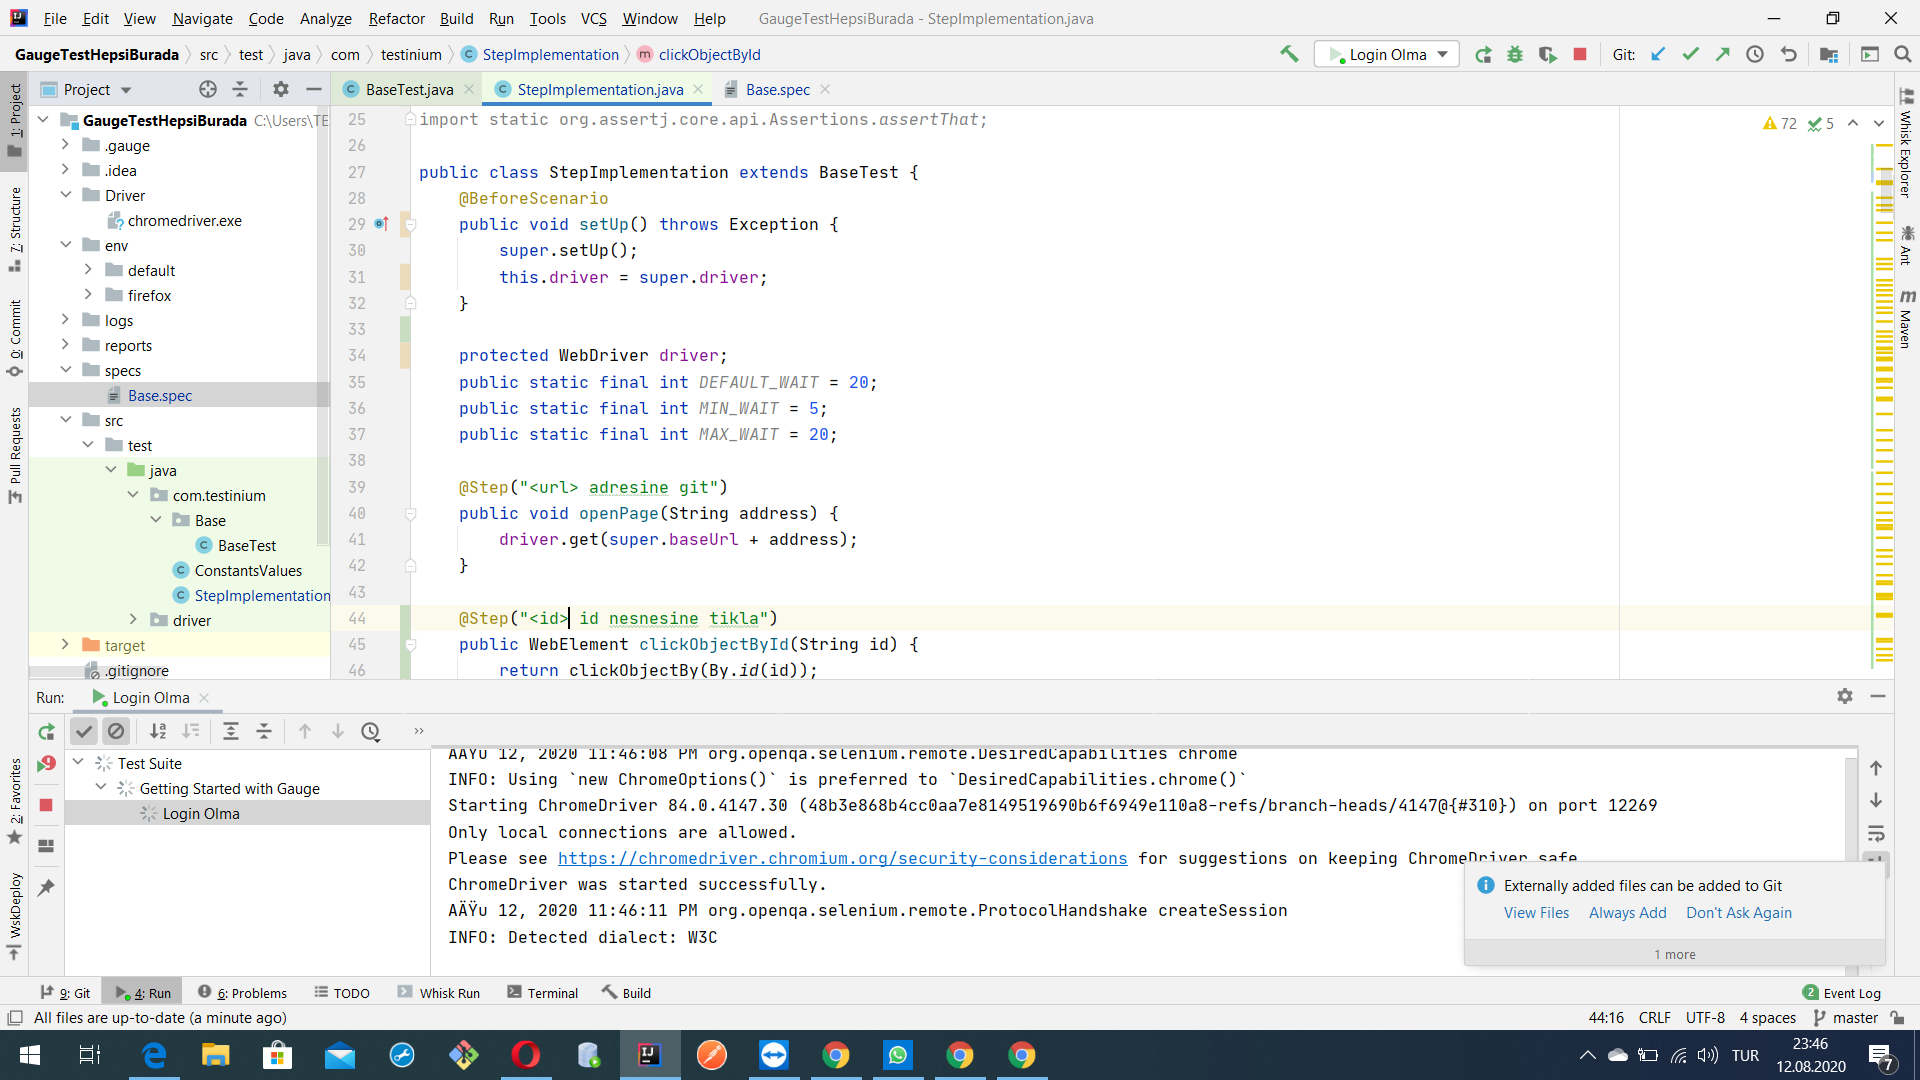 File Edit View Navigate Code Analyze Refactor Build Run Tools VCS Window Help GaugeTestHepsiBurada - StepImplementation.java
GaugeTestHepsiBurada src test java com testinium StepImplementation clickObjectById Login Olma Git:
Project BaseTest.java StepImplementation.java Base.spec
1: Project
7: Structure
0: Commit
Pull Requests
2: Favorites
WskDeploy
GaugeTestHepsiBurada C:\Users\TE
.gauge
.idea
Driver
chromedriver.exe
env
default
firefox
logs
reports
specs
Base.spec
src
test
java
com.testinium
Base
BaseTest
ConstantsValues
StepImplementation
driver
target
.gitignore
72 5
25 import static org.assertj.core.api.Assertions.assertThat;
26
27 public class StepImplementation extends BaseTest {
28 @BeforeScenario
29 public void setUp() throws Exception {
30 super.setUp();
31 this.driver = super.driver;
32 }
33
34 protected WebDriver driver;
35 public static final int DEFAULT_WAIT = 20;
36 public static final int MIN_WAIT = 5;
37 public static final int MAX_WAIT = 20;
38
39 @Step("<url> adresine git")
40 public void openPage(String address) {
41 driver.get(super.baseUrl + address);
42 }
43
44 @Step("<id> id nesnesine tikla")
45 public WebElement clickObjectById(String id) {
46 return clickObjectBy(By.id(id));
Whisk Explorer
Ant
m Maven
Run: Login Olma
Test Suite
Getting Started with Gauge
Login Olma
AÄŸu 12, 2020 11:46:08 PM org.openqa.selenium.remote.DesiredCapabilities chrome
INFO: Using `new ChromeOptions()` is preferred to `DesiredCapabilities.chrome()`
Starting ChromeDriver 84.0.4147.30 (48b3e868b4cc0aa7e8149519690b6f6949e110a8-refs/branch-heads/4147@{#310}) on port 12269
Only local connections are allowed.
Please see https://chromedriver.chromium.org/security-considerations for suggestions on keeping ChromeDriver safe
ChromeDriver was started successfully.
AÄŸu 12, 2020 11:46:11 PM org.openqa.selenium.remote.ProtocolHandshake createSession
INFO: Detected dialect: W3C
Externally added files can be added to Git
View Files Always Add Don't Ask Again
1 more
9: Git 4: Run 6: Problems TODO Whisk Run Terminal Build 2 Event Log
All files are up-to-date (a minute ago) 44:16 CRLF UTF-8 4 spaces master
TUR 23:46
12.08.2020 7